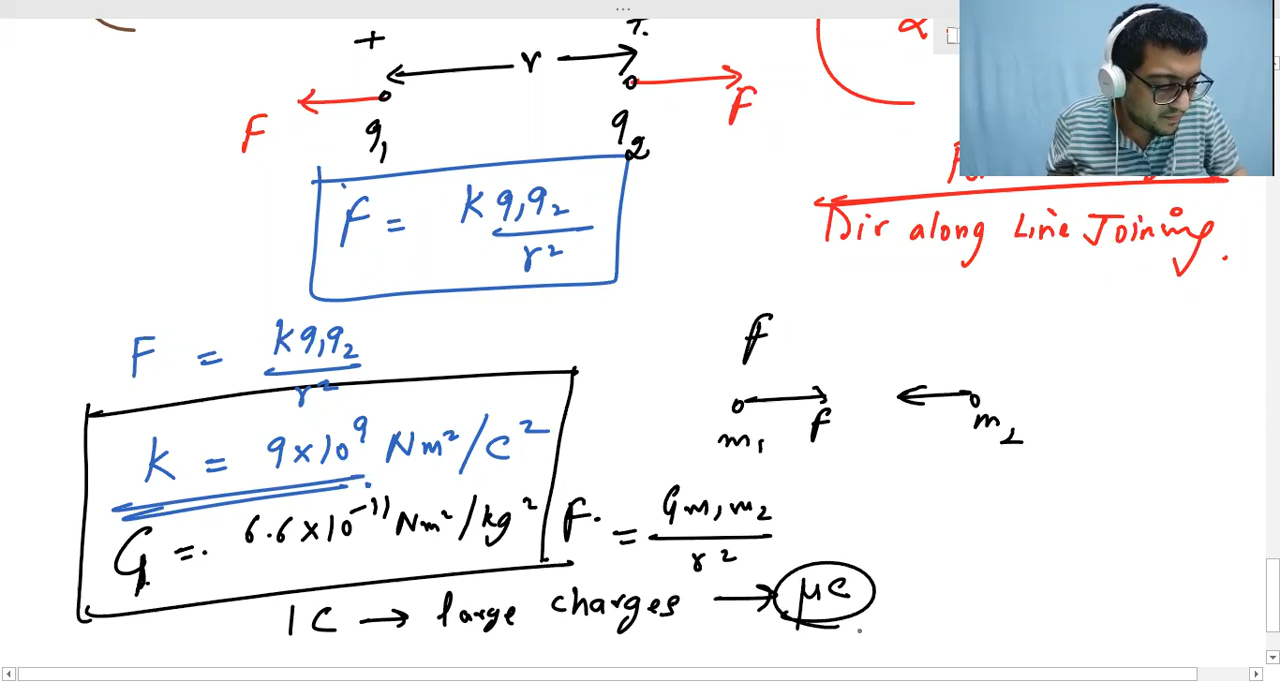 + +
r
F q₁ q₂ F
α
F = kq₁q₂/r²
Dir along Line Joining.
F = kq₁q₂/r²
F
m₁ F m₂
k = 9×10⁹ Nm²/C²
G = 6.6×10⁻¹¹ Nm²/kg²
F = Gm₁m₂/r²
1C → large charges → μC